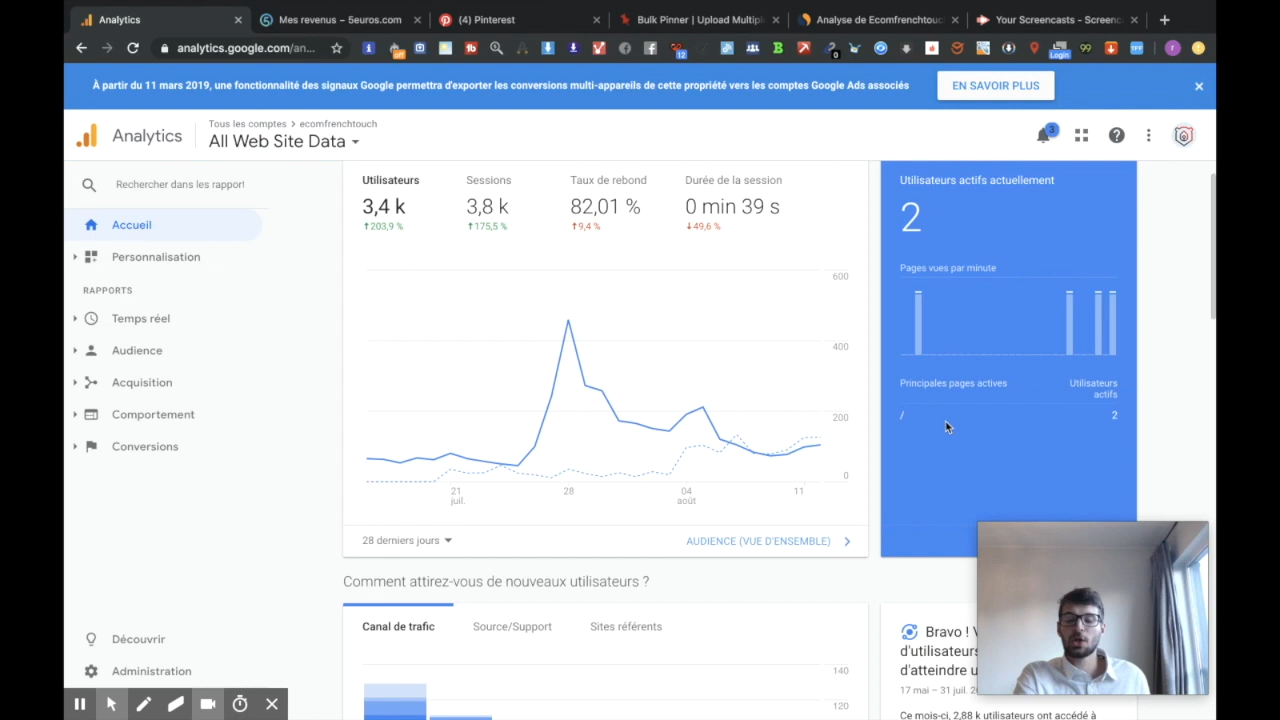 Analytics
Mes revenus – 5euros.com
(4) Pinterest
Bulk Pinner | Upload Multipl
Analyse de Ecomfrenchtou
Your Screencasts - Screenc
analytics.google.com/an...
off
12
0
Login
99
TFF
r
À partir du 11 mars 2019, une fonctionnalité des signaux Google permettra d'exporter les conversions multi-appareils de cette propriété vers les comptes Google Ads associés
EN SAVOIR PLUS
Analytics
Tous les comptes > ecomfrenchtouch
All Web Site Data
3
Rechercher dans les rapport
Accueil
Personnalisation
RAPPORTS
Temps réel
Audience
Acquisition
Comportement
Conversions
Découvrir
Administration
Utilisateurs
3,4 k
↑203,9 %
Sessions
3,8 k
↑175,5 %
Taux de rebond
82,01 %
↑9,4 %
Durée de la session
0 min 39 s
↓49,6 %
600
400
200
0
21
juil.
28
04
août
11
28 derniers jours
AUDIENCE (VUE D'ENSEMBLE)
Utilisateurs actifs actuellement
2
Pages vues par minute
Principales pages actives
Utilisateurs
actifs
/
2
Comment attirez-vous de nouveaux utilisateurs ?
Canal de trafic
Source/Support
Sites référents
140
120
Bravo !
d'utilisateurs
d'atteindre u
17 mai – 31 juil.
Ce mois-ci, 2,88 k utilisateurs ont accédé à